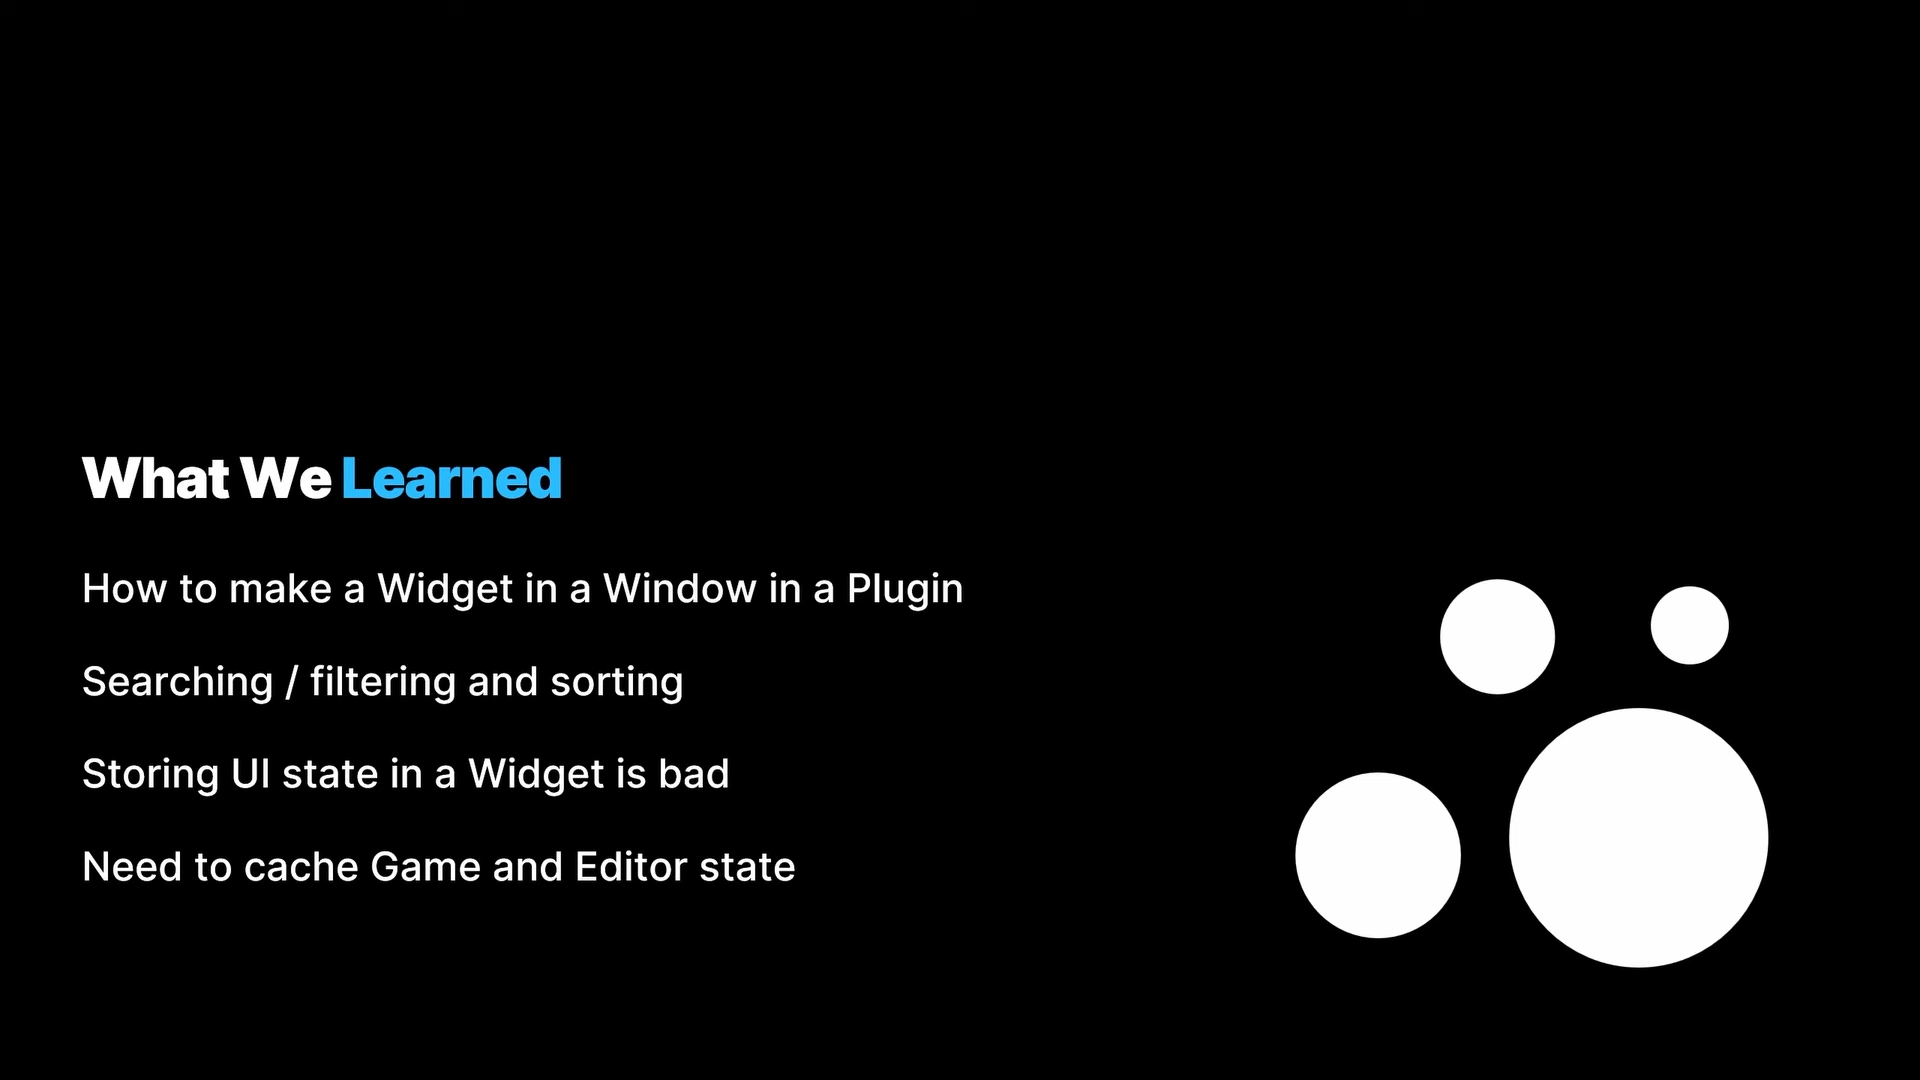 What We Learned
How to make a Widget in a Window in a Plugin
Searching / filtering and sorting
Storing UI state in a Widget is bad
Need to cache Game and Editor state